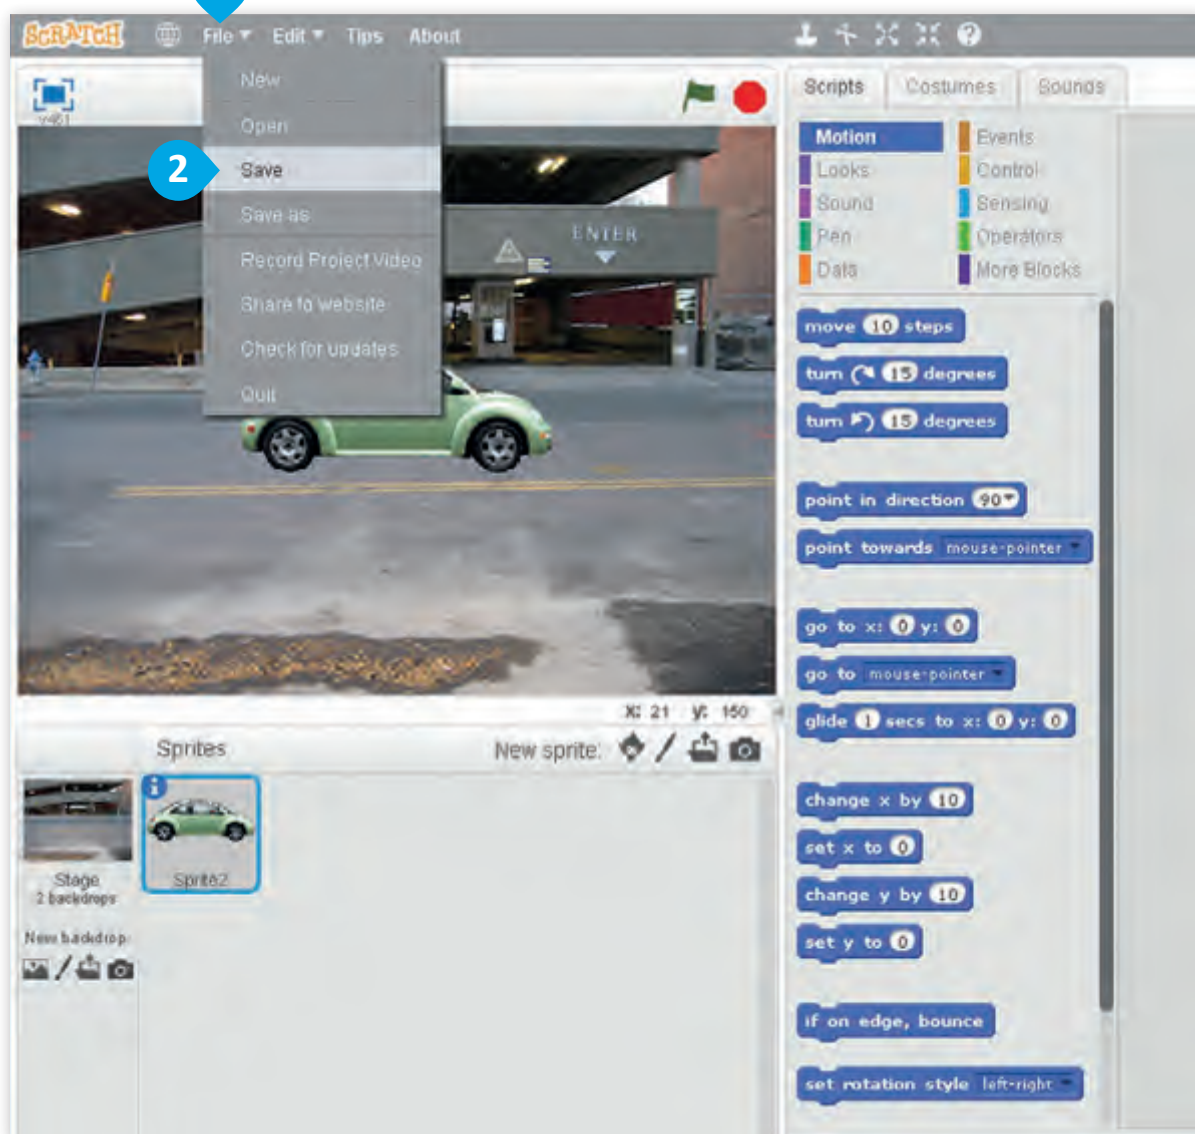 SCRATCH File Edit Tips About
New
Open
2 Save
Save as
Record Project Video
Share to website
Check for updates
Quit
v461
ENTER
X: 21 y: 150
Sprites New sprite:
Stage
2 backdrops
New backdrop:
Sprite2
Scripts Costumes Sounds
Motion Events
Looks Control
Sound Sensing
Pen Operators
Data More Blocks
move 10 steps
turn 15 degrees
turn 15 degrees
point in direction 90
point towards mouse-pointer
go to x: 0 y: 0
go to mouse-pointer
glide 1 secs to x: 0 y: 0
change x by 10
set x to 0
change y by 10
set y to 0
if on edge, bounce
set rotation style left-right